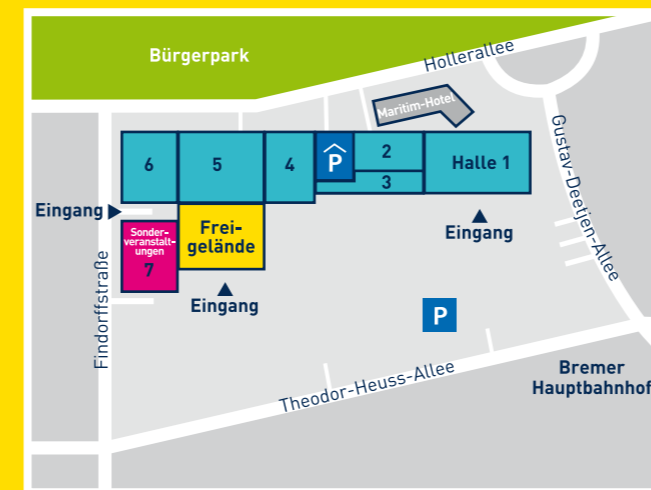 Bürgerpark
Hollerallee
Maritim-Hotel
Gustav-Deetjen-Allee
6
5
4
P
2
3
Halle 1
Eingang
Sonder-
veranstalt-
ungen
7
Frei-
gelände
Eingang
Eingang
P
Findorffstraße
Theodor-Heuss-Allee
Bremer
Hauptbahnhof